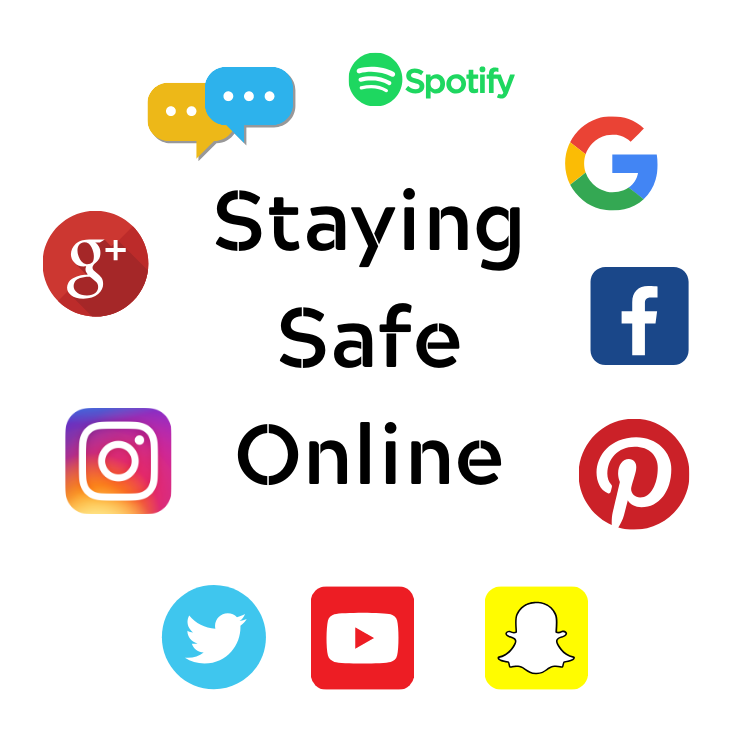 Spotify
Staying
g+
Safe
f
Online